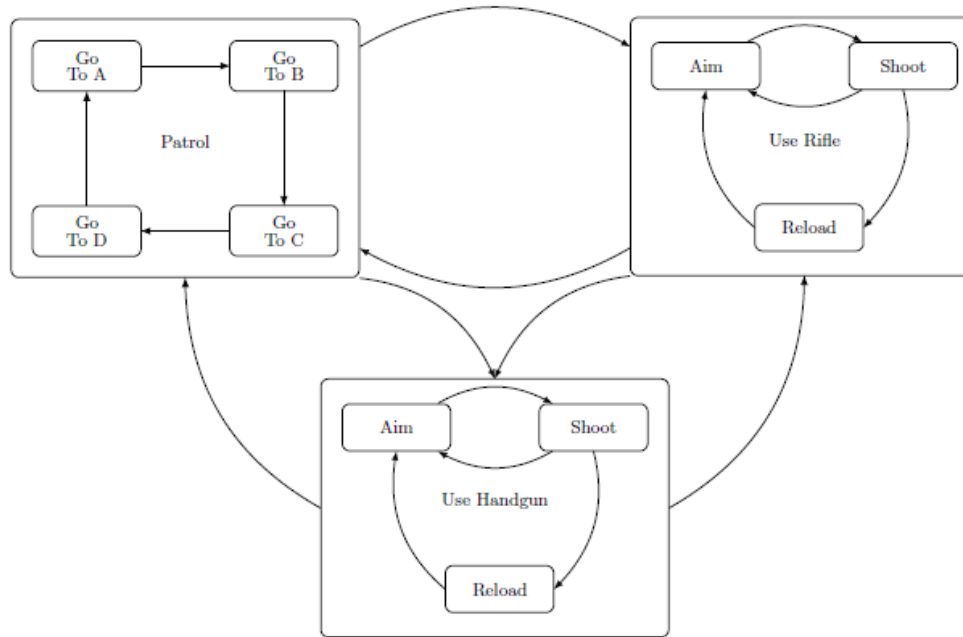 Go
To A
Go
To B
Patrol
Go
To D
Go
To C
Aim
Shoot
Use Rifle
Reload
Aim
Shoot
Use Handgun
Reload